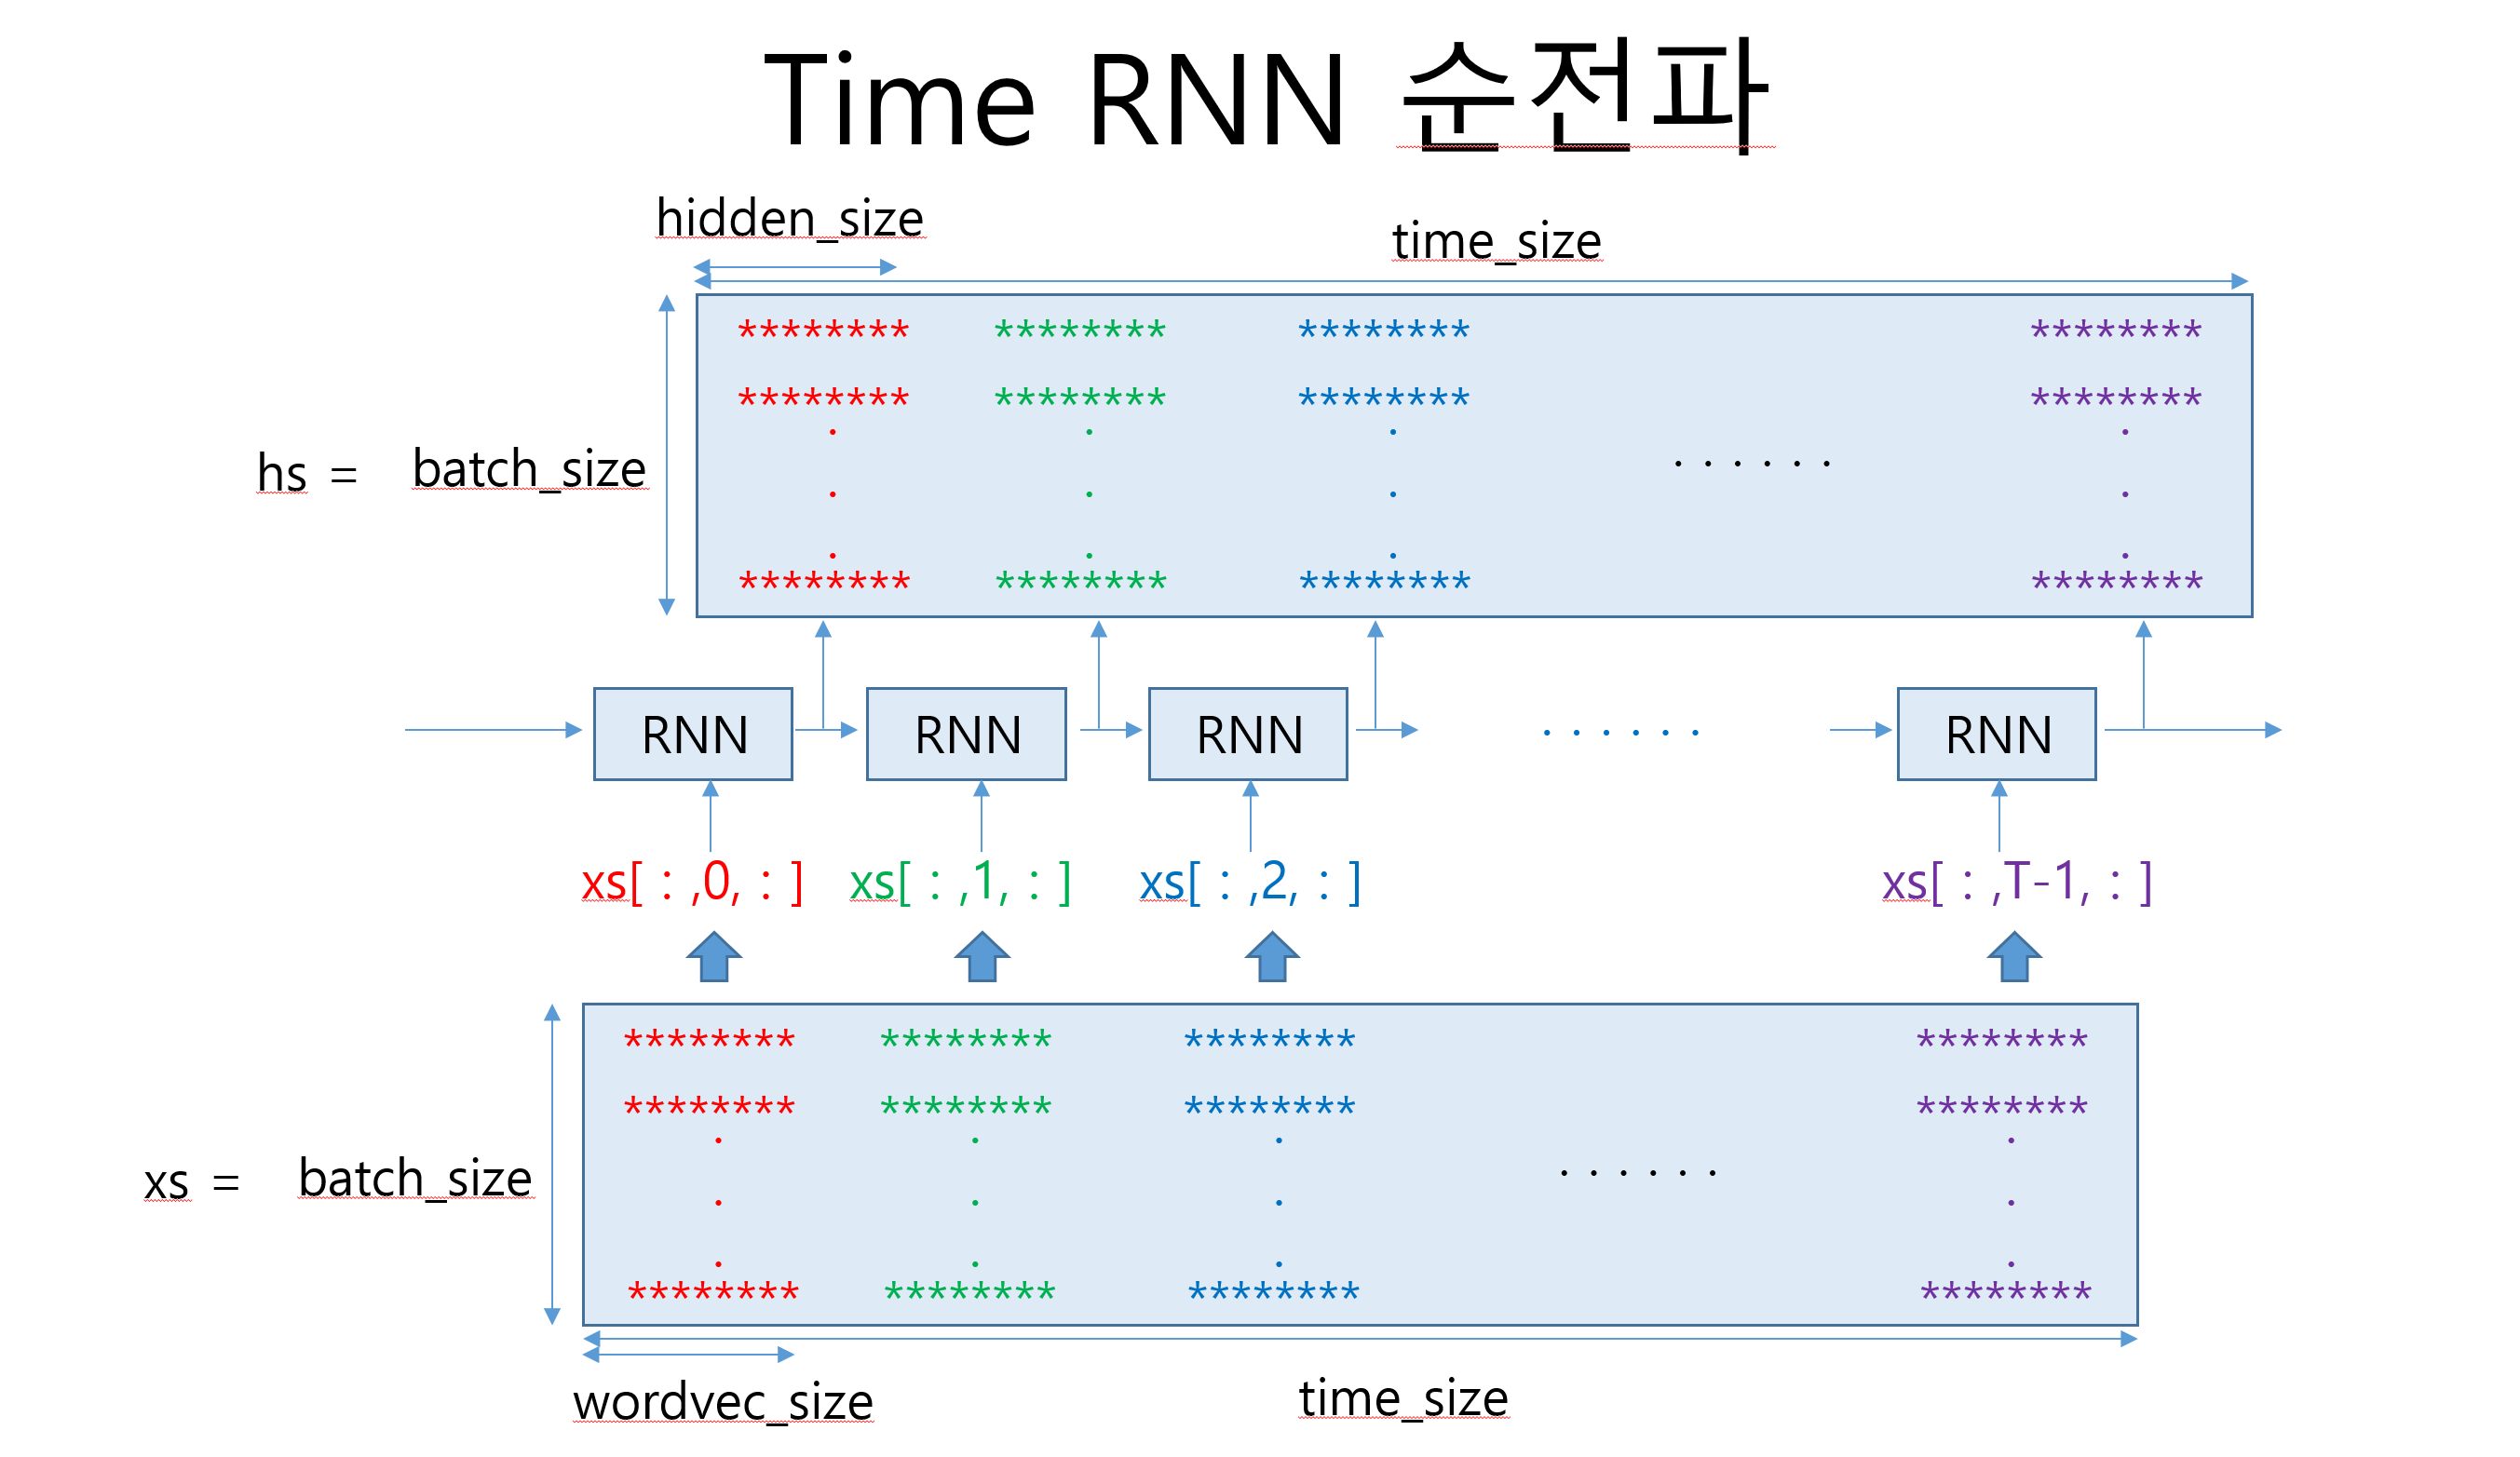 Time RNN 순전파
hidden_size
time_size
******** ******** ******** ********
******** ******** ******** ********
hs = batch_size
. . . . . .
******** ******** ******** ********
RNN RNN RNN . . . . . . RNN
xs[ : ,0, : ] xs[ : ,1, : ] xs[ : ,2, : ] xs[ : ,T-1, : ]
******** ******** ******** ********
******** ******** ******** ********
xs = batch_size
. . . . . .
******** ******** ******** ********
wordvec_size
time_size